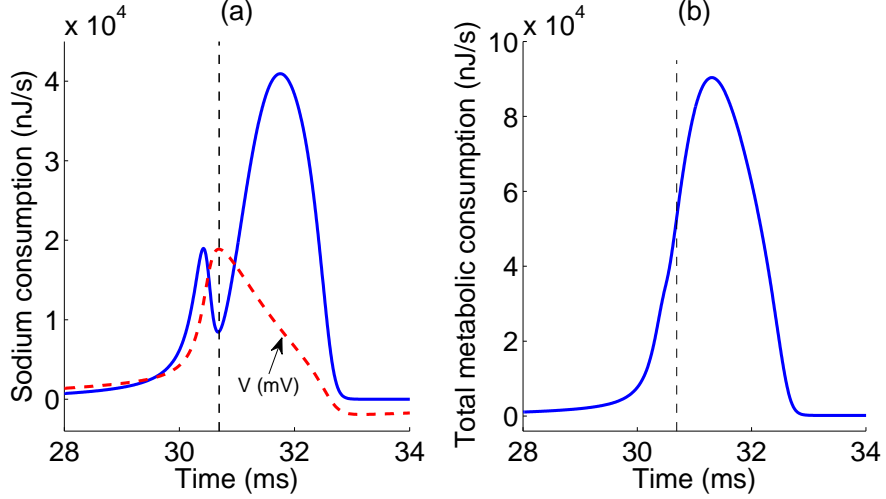 (a)
x 10^4
Sodium consumption (nJ/s)
4
3
2
1
0
V (mV)
28 30 32 34
Time (ms)
(b)
x 10^4
Total metabolic consumption (nJ/s)
10
8
6
4
2
0
28 30 32 34
Time (ms)